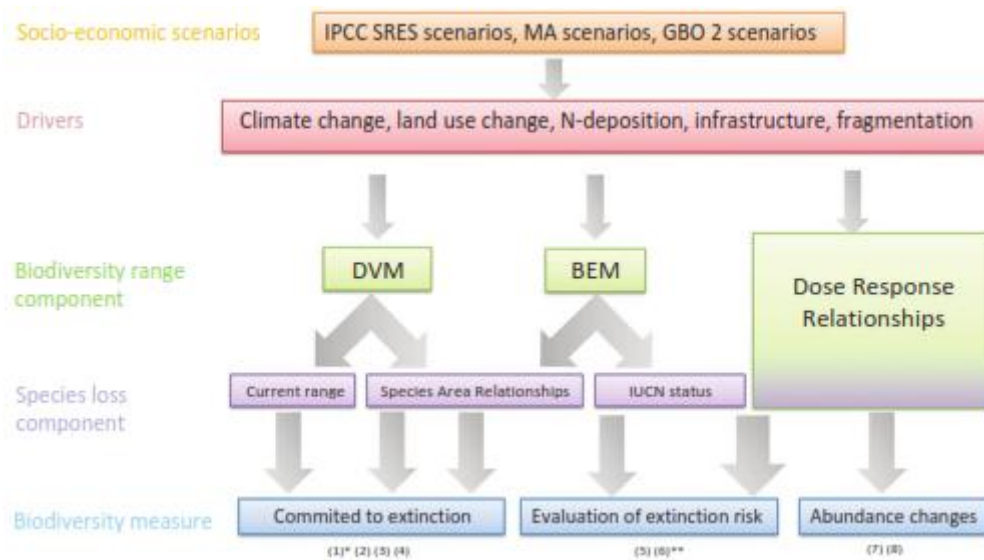 Socio-economic scenarios
IPCC SRES scenarios, MA scenarios, GBO 2 scenarios
Drivers
Climate change, land use change, N-deposition, infrastructure, fragmentation
Biodiversity range
component
DVM
BEM
Dose Response
Relationships
Species loss
component
Current range
Species Area Relationships
IUCN status
Biodiversity measure
Commited to extinction
Evaluation of extinction risk
Abundance changes
(1)* (2) (3) (4)
(5) (6)**
(7) (8)